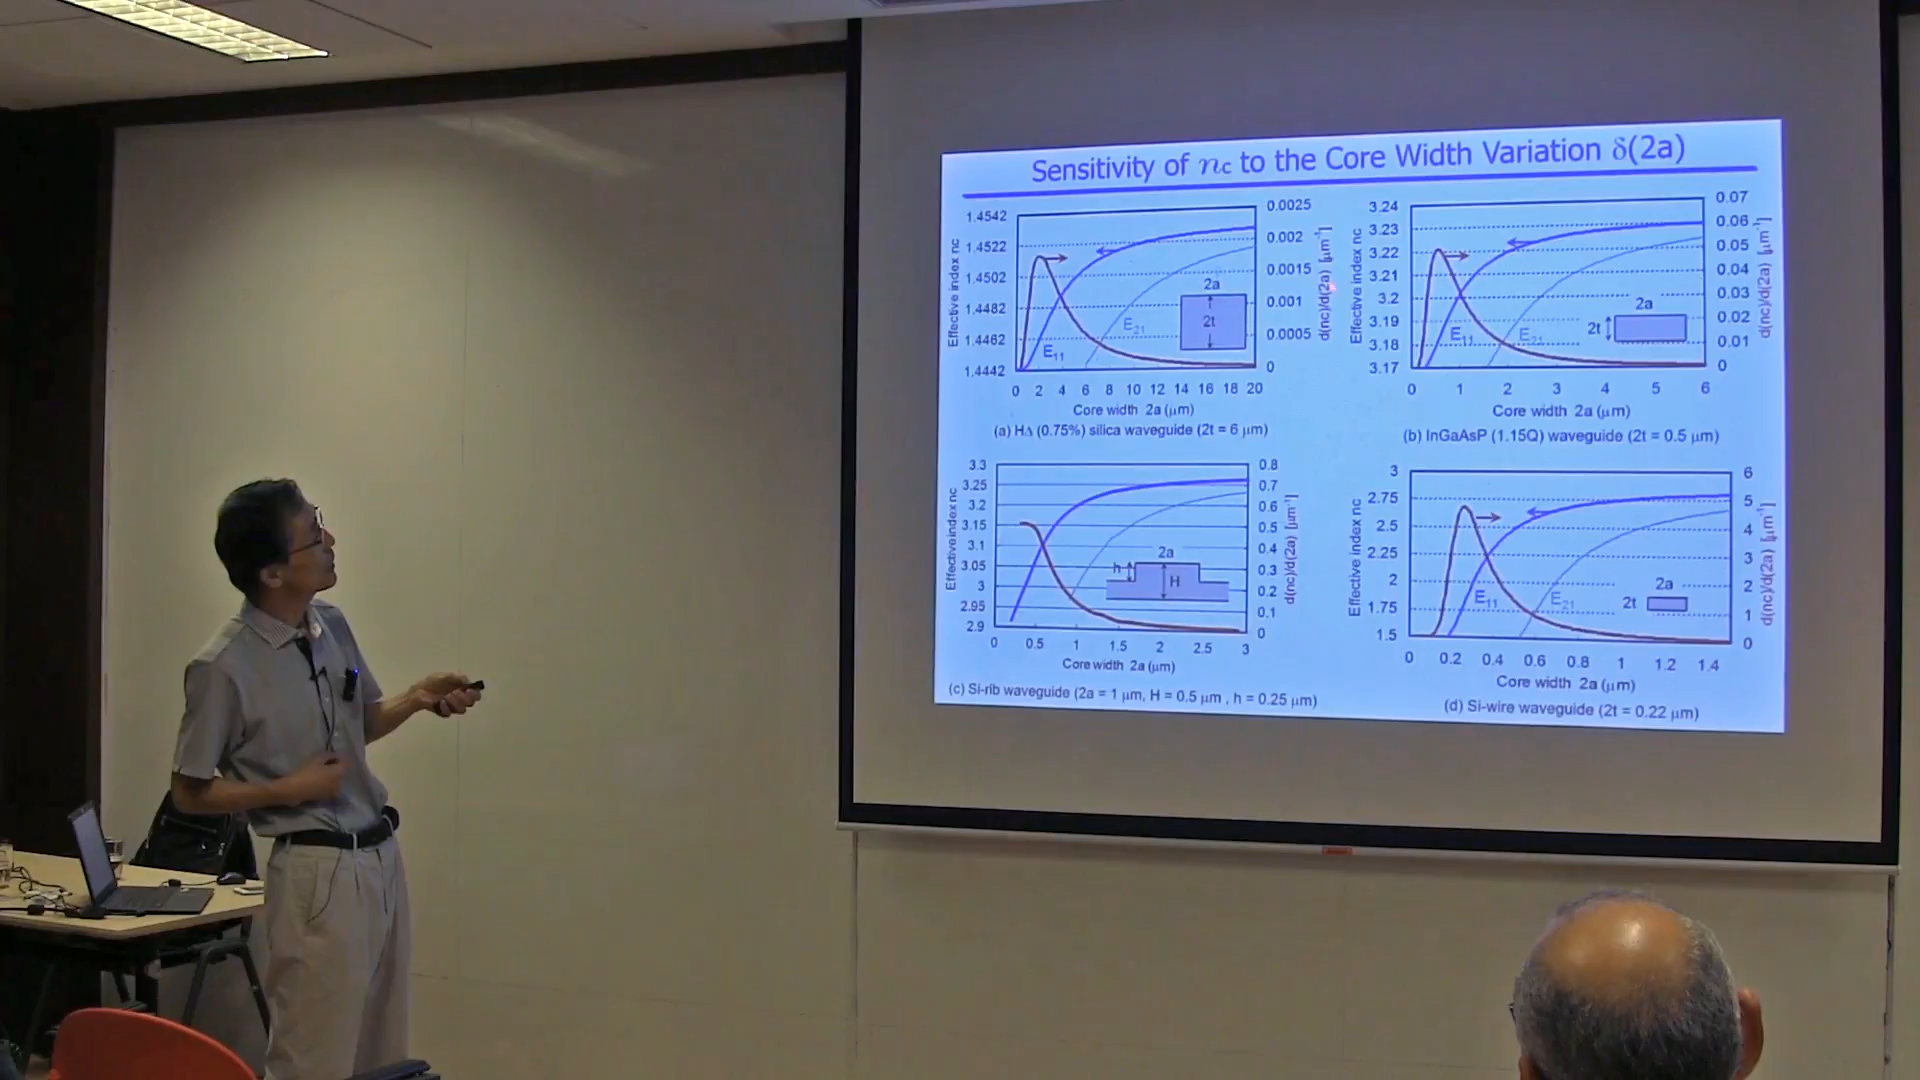 Sensitivity of nc to the Core Width Variation δ(2a)
Effective index nc
1.4542
1.4522
1.4502
1.4482
1.4462
1.4442
0 2 4 6 8 10 12 14 16 18 20
Core width 2a (μm)
0.0025
0.002
0.0015
0.001
0.0005
0
d(nc)/d(2a) [μm⁻¹]
E₁₁
E₂₁
2a
2t
(a) HΔ (0.75%) silica waveguide (2t = 6 μm)
Effective index nc
3.24
3.23
3.22
3.21
3.2
3.19
3.18
3.17
0 1 2 3 4 5 6
Core width 2a (μm)
0.07
0.06
0.05
0.04
0.03
0.02
0.01
0
d(nc)/d(2a) [μm⁻¹]
E₁₁
E₂₁
2a
2t
(b) InGaAsP (1.15Q) waveguide (2t = 0.5 μm)
Effective index nc
3.3
3.25
3.2
3.15
3.1
3.05
3
2.95
2.9
0 0.5 1 1.5 2 2.5 3
Core width 2a (μm)
0.8
0.7
0.6
0.5
0.4
0.3
0.2
0.1
0
d(nc)/d(2a) [μm⁻¹]
2a
h
H
(c) Si-rib waveguide (2a = 1 μm, H = 0.5 μm , h = 0.25 μm)
Effective index nc
3
2.75
2.5
2.25
2
1.75
1.5
0 0.2 0.4 0.6 0.8 1 1.2 1.4
Core width 2a (μm)
6
5
4
3
2
1
0
d(nc)/d(2a) [μm⁻¹]
E₁₁
E₂₁
2a
2t
(d) Si-wire waveguide (2t = 0.22 μm)